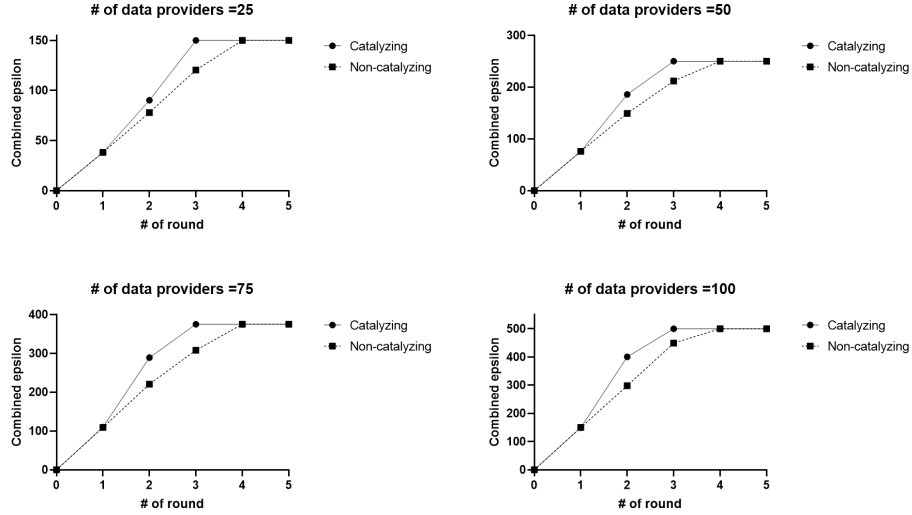 # of data providers =25
Combined epsilon
150
100
50
0
0 1 2 3 4 5
# of round
Catalyzing
Non-catalyzing
# of data providers =50
Combined epsilon
300
200
100
0
0 1 2 3 4 5
# of round
Catalyzing
Non-catalyzing
# of data providers =75
Combined epsilon
400
300
200
100
0
0 1 2 3 4 5
# of round
Catalyzing
Non-catalyzing
# of data providers =100
Combined epsilon
500
400
300
200
100
0
0 1 2 3 4 5
# of round
Catalyzing
Non-catalyzing